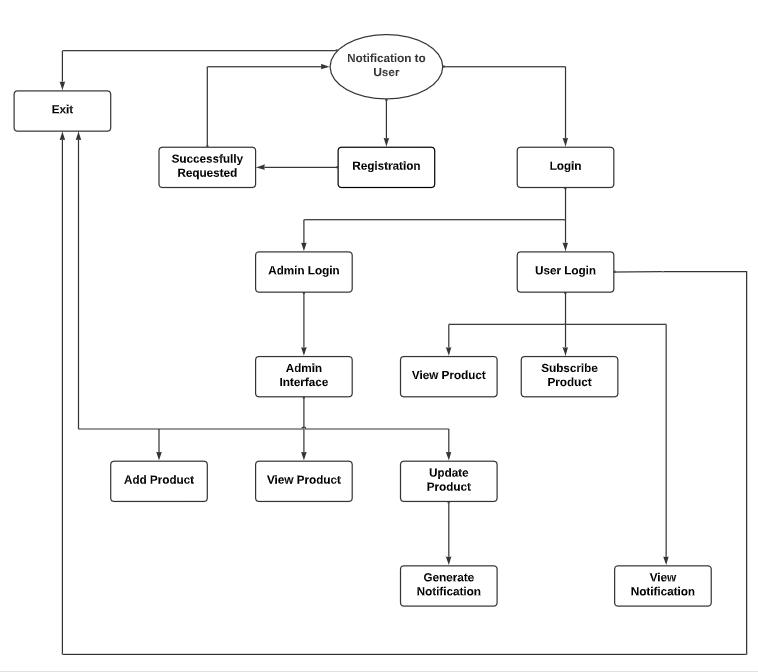 Notification to
User
Exit
Successfully
Requested
Registration
Login
Admin Login
User Login
Admin
Interface
View Product
Subscribe
Product
Add Product
View Product
Update
Product
Generate
Notification
View
Notification